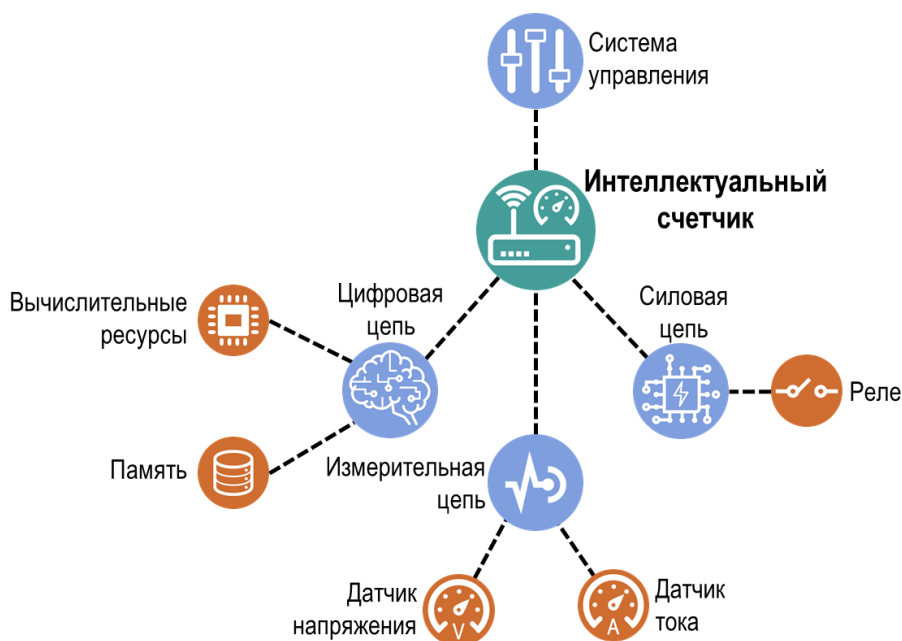 Система
управления
Интеллектуальный
счетчик
Вычислительные
ресурсы
Цифровая
цепь
Силовая
цепь
Реле
Память
Измерительная
цепь
Датчик
напряжения
V
Датчик
тока
A